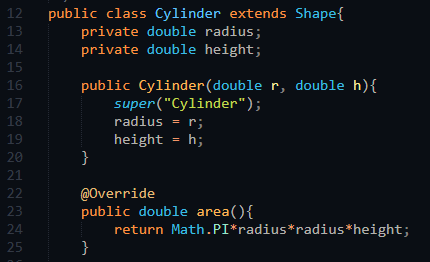 12 public class Cylinder extends Shape{
13     private double radius;
14     private double height;
15
16     public Cylinder(double r, double h){
17         super("Cylinder");
18         radius = r;
19         height = h;
20     }
21
22     @Override
23     public double area(){
24         return Math.PI*radius*radius*height;
25     }